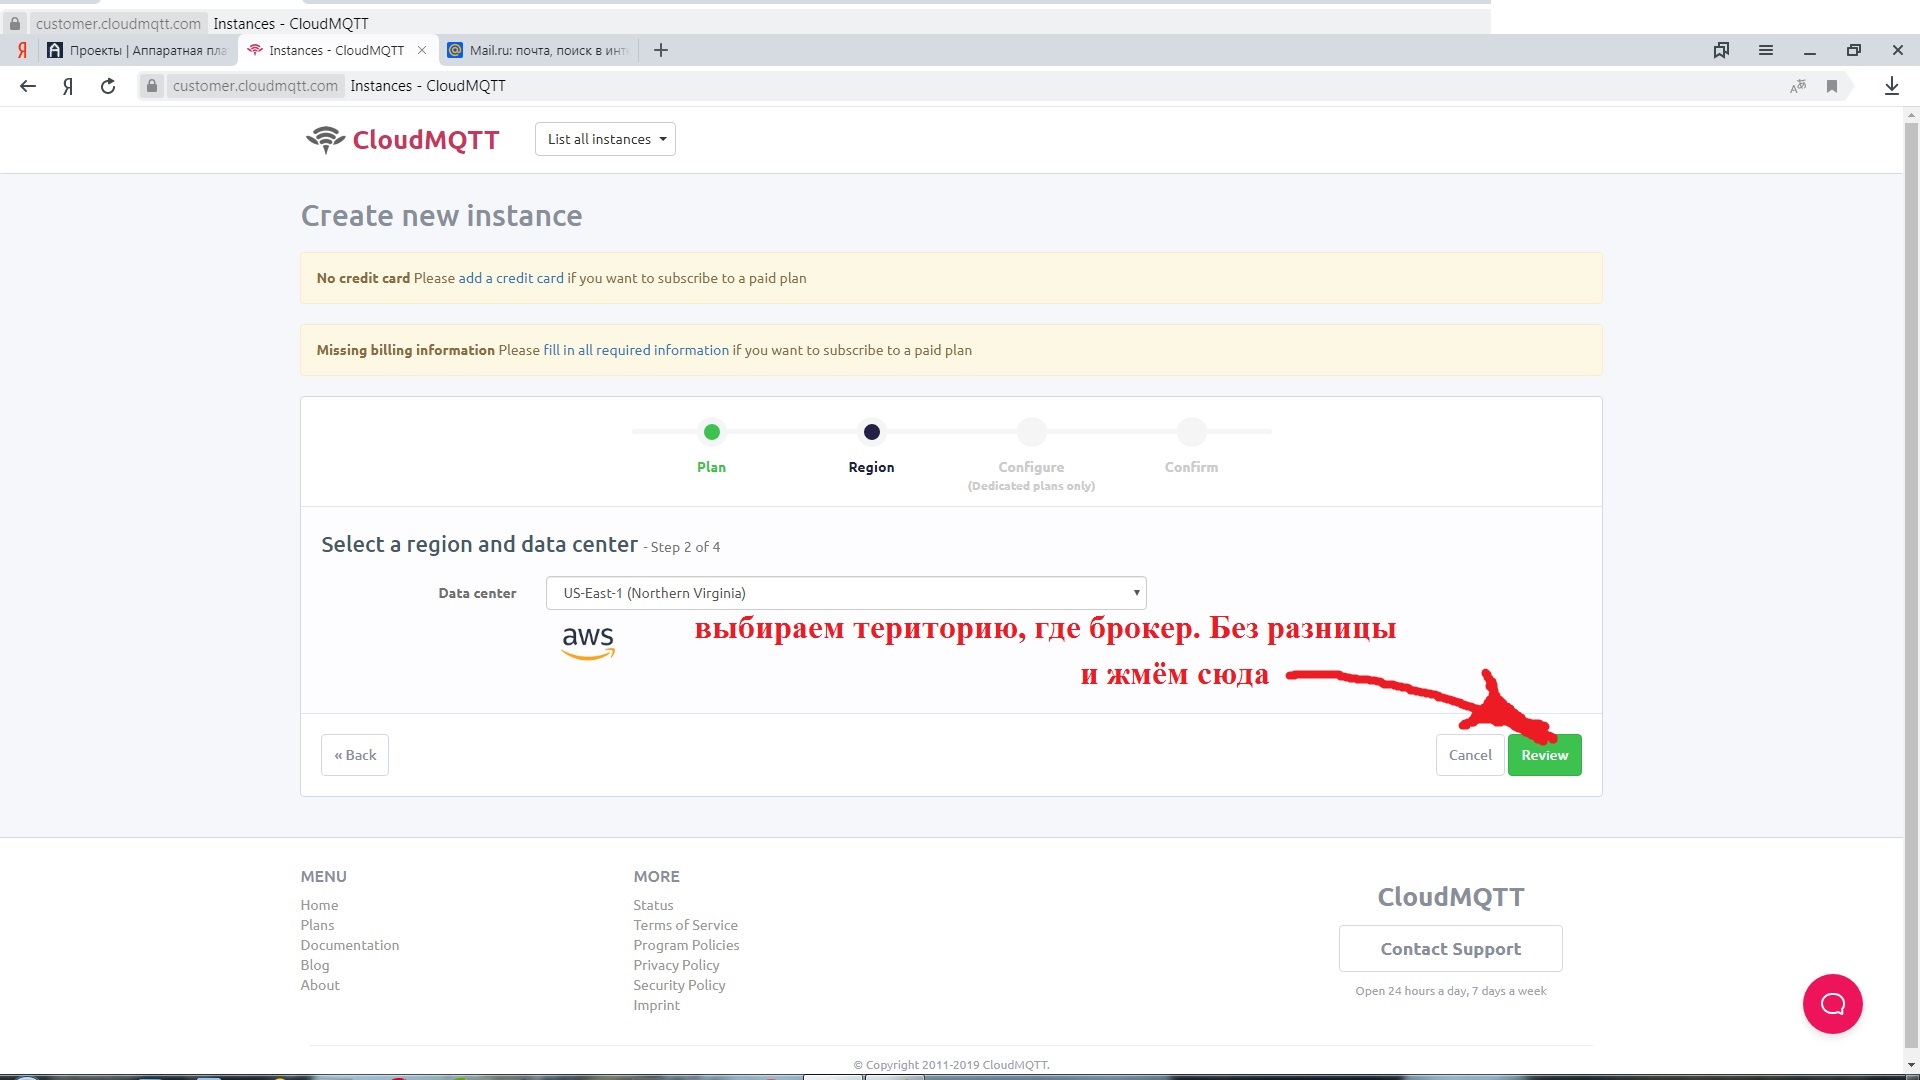 customer.cloudmqtt.com Instances - CloudMQTT
Я Проекты | Аппаратная пла Instances - CloudMQTT Mail.ru: почта, поиск в инт
Я customer.cloudmqtt.com Instances - CloudMQTT
CloudMQTT List all instances
Create new instance
No credit card Please add a credit card if you want to subscribe to a paid plan
Missing billing information Please fill in all required information if you want to subscribe to a paid plan
Plan Region Configure Confirm
(Dedicated plans only)
Select a region and data center - Step 2 of 4
Data center US-East-1 (Northern Virginia)
aws выбираем територию, где брокер. Без разницы
и жмём сюда
« Back Cancel Review
MENU MORE
CloudMQTT
Home Status
Plans Terms of Service
Documentation Program Policies Contact Support
Blog Privacy Policy
About Security Policy Open 24 hours a day, 7 days a week
Imprint
© Copyright 2011-2019 CloudMQTT.